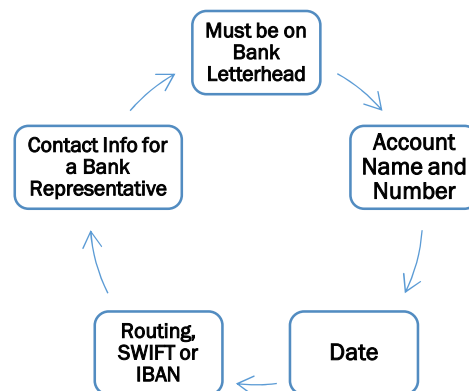 Must be on
Bank
Letterhead
Account
Name and
Number
Date
Routing,
SWIFT or
IBAN
Contact Info for
a Bank
Representative